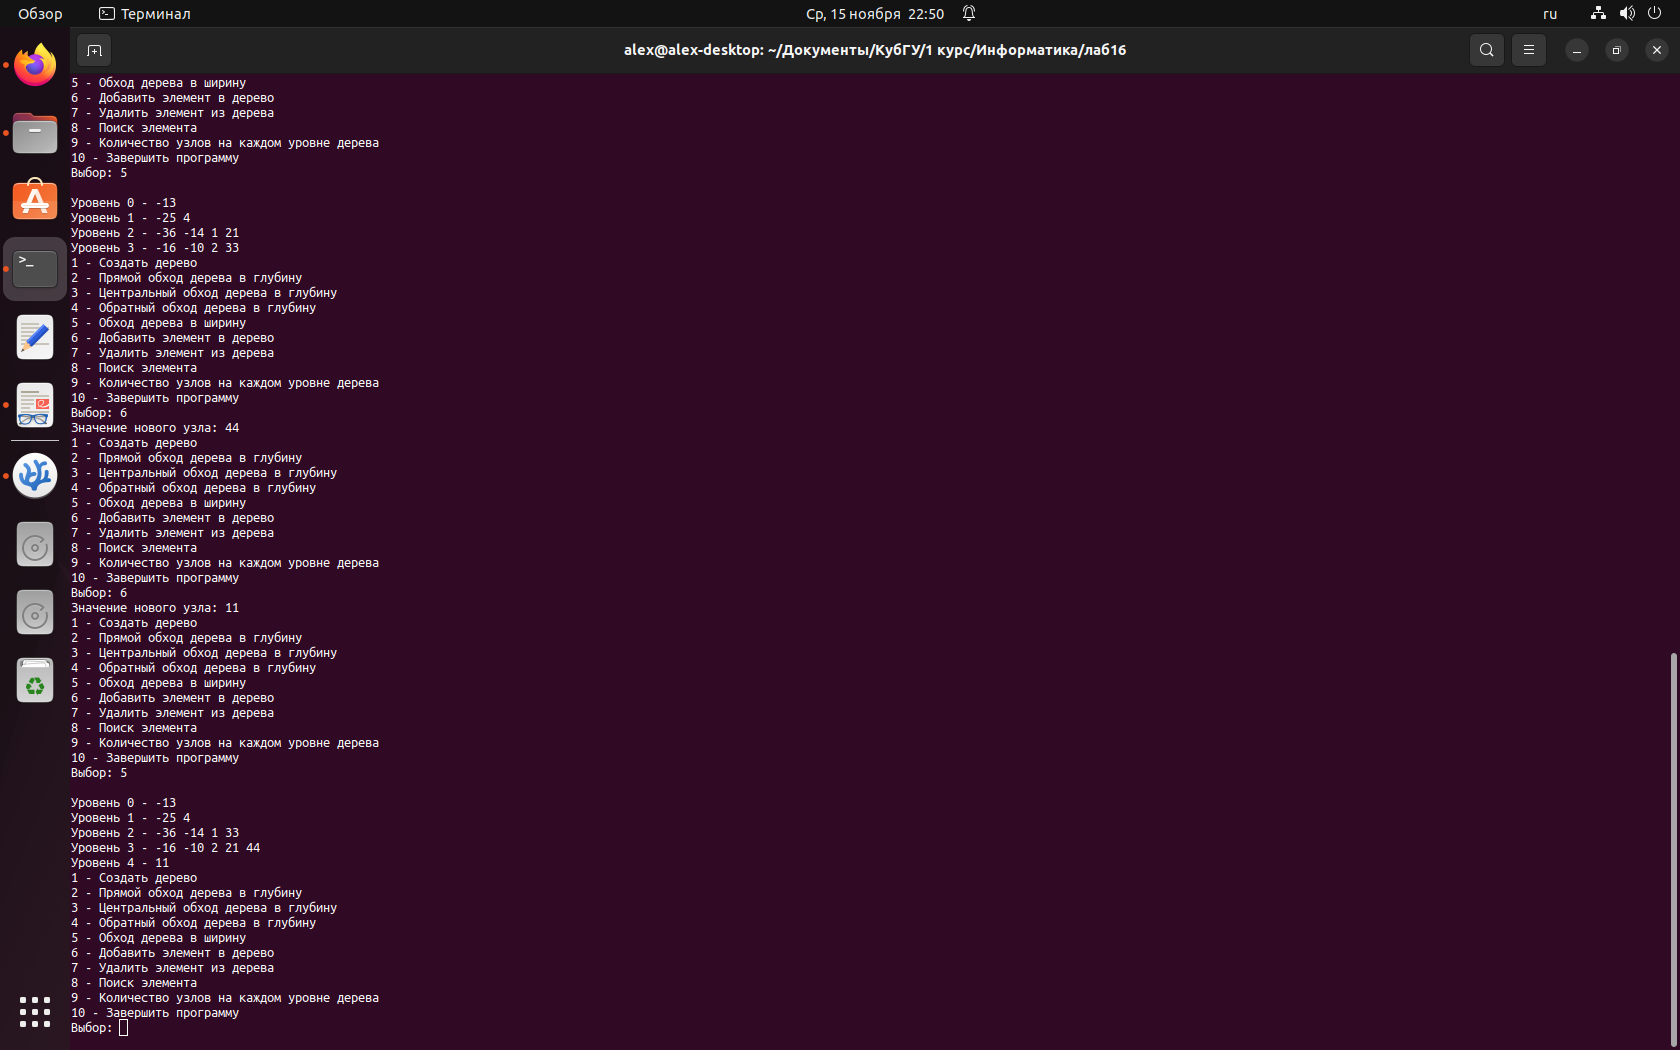 Обзор
Терминал
Ср, 15 ноября 22:50
ru
alex@alex-desktop: ~/Документы/КубГУ/1 курс/Информатика/лаб16
5 - Обход дерева в ширину
6 - Добавить элемент в дерево
7 - Удалить элемент из дерева
8 - Поиск элемента
9 - Количество узлов на каждом уровне дерева
10 - Завершить программу
Выбор: 5
Уровень 0 - -13
Уровень 1 - -25 4
Уровень 2 - -36 -14 1 21
Уровень 3 - -16 -10 2 33
1 - Создать дерево
2 - Прямой обход дерева в глубину
3 - Центральный обход дерева в глубину
4 - Обратный обход дерева в глубину
5 - Обход дерева в ширину
6 - Добавить элемент в дерево
7 - Удалить элемент из дерева
8 - Поиск элемента
9 - Количество узлов на каждом уровне дерева
10 - Завершить программу
Выбор: 6
Значение нового узла: 44
1 - Создать дерево
2 - Прямой обход дерева в глубину
3 - Центральный обход дерева в глубину
4 - Обратный обход дерева в глубину
5 - Обход дерева в ширину
6 - Добавить элемент в дерево
7 - Удалить элемент из дерева
8 - Поиск элемента
9 - Количество узлов на каждом уровне дерева
10 - Завершить программу
Выбор: 6
Значение нового узла: 11
1 - Создать дерево
2 - Прямой обход дерева в глубину
3 - Центральный обход дерева в глубину
4 - Обратный обход дерева в глубину
5 - Обход дерева в ширину
6 - Добавить элемент в дерево
7 - Удалить элемент из дерева
8 - Поиск элемента
9 - Количество узлов на каждом уровне дерева
10 - Завершить программу
Выбор: 5
Уровень 0 - -13
Уровень 1 - -25 4
Уровень 2 - -36 -14 1 33
Уровень 3 - -16 -10 2 21 44
Уровень 4 - 11
1 - Создать дерево
2 - Прямой обход дерева в глубину
3 - Центральный обход дерева в глубину
4 - Обратный обход дерева в глубину
5 - Обход дерева в ширину
6 - Добавить элемент в дерево
7 - Удалить элемент из дерева
8 - Поиск элемента
9 - Количество узлов на каждом уровне дерева
10 - Завершить программу
Выбор: